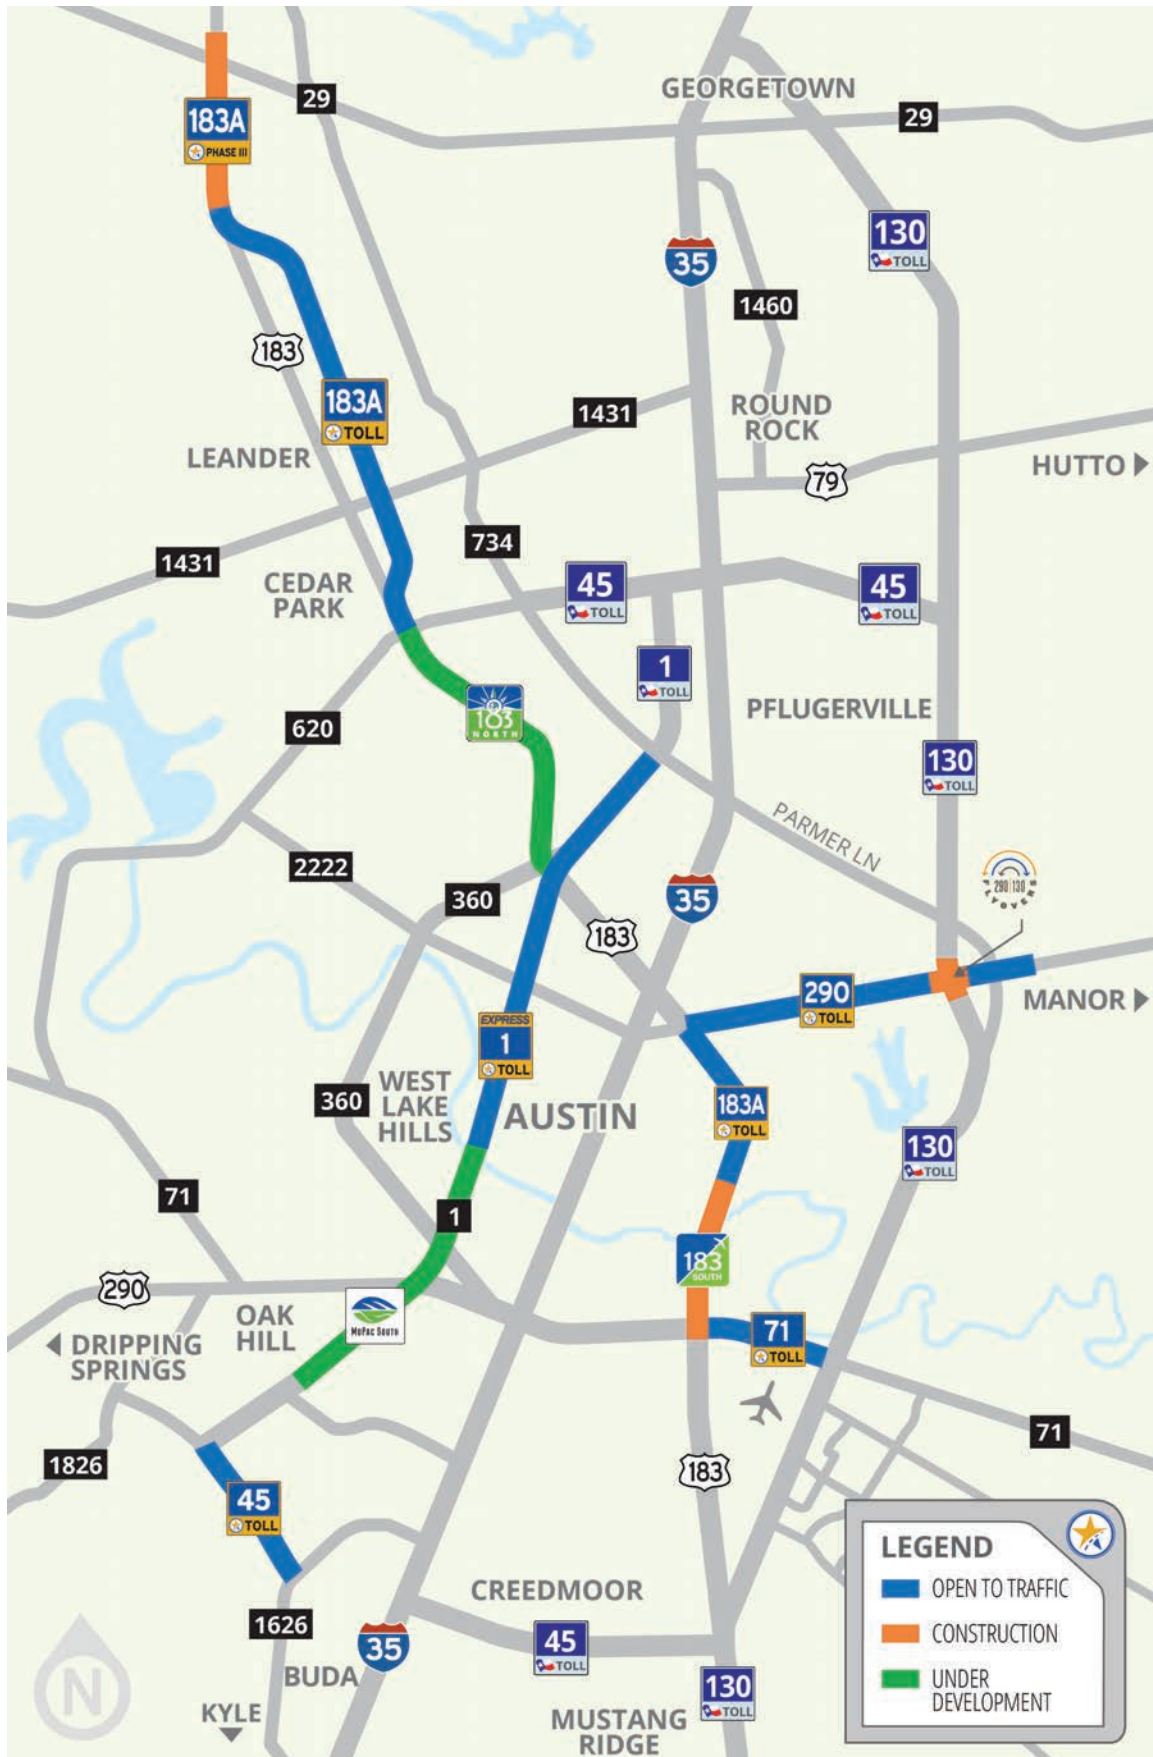 GEORGETOWN
29
29
183A
PHASE III
130
TOLL
35
1460
183
183A
TOLL
ROUND
ROCK
1431
LEANDER
HUTTO
79
734
1431
CEDAR
PARK
45
TOLL
45
TOLL
1
TOLL
183
NORTH
PFLUGERVILLE
620
130
TOLL
PARMER LN
2222
290 130
FLYOVERS
360
35
183
290
TOLL
MANOR
EXPRESS
1
TOLL
WEST
LAKE
HILLS
360
AUSTIN
183A
TOLL
130
TOLL
71
1
183
SOUTH
290
OAK
HILL
MoPac South
71
TOLL
DRIPPING
SPRINGS
71
1826
183
45
TOLL
LEGEND
OPEN TO TRAFFIC
CONSTRUCTION
UNDER
DEVELOPMENT
CREEDMOOR
1626
35
45
TOLL
BUDA
130
TOLL
KYLE
MUSTANG
RIDGE
N